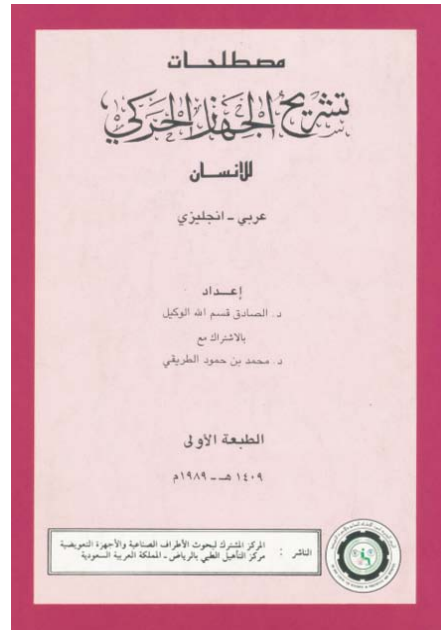 مصطلحات
تشريح الجهاز الحركي
للإنسان
عربي - انجليزي
إعداد
د. الصادق قسم الله الوكيل
بالاشتراك مع
د. محمد بن حمود الطريقي
الطبعة الأولى
١٤٠٩ هـ - ١٩٨٩م
الناشر :
المركز المشترك لبحوث الأطراف الصناعية والأجهزة التعويضية
مركز التأهيل الطبي بالرياض - المملكة العربية السعودية